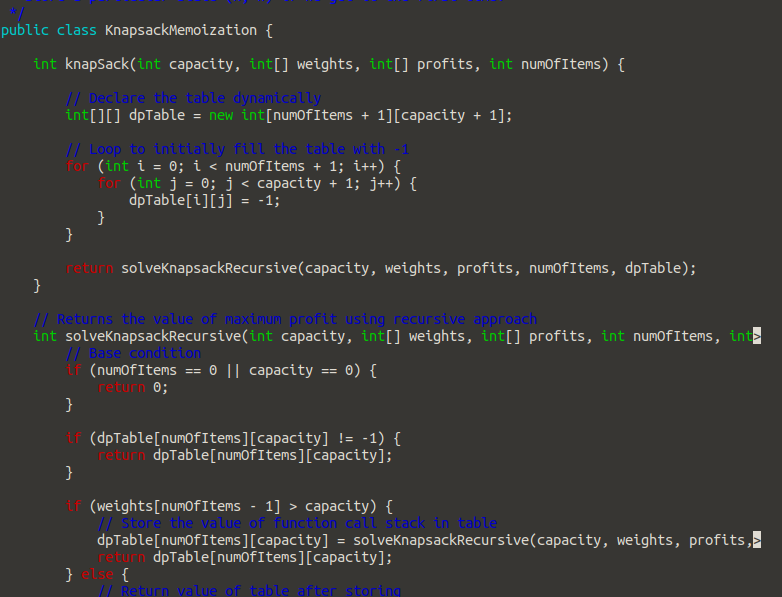 */
public class KnapsackMemoization {
int knapSack(int capacity, int[] weights, int[] profits, int numOfItems) {
// Declare the table dynamically
int[][] dpTable = new int[numOfItems + 1][capacity + 1];
// Loop to initially fill the table with -1
for (int i = 0; i < numOfItems + 1; i++) {
for (int j = 0; j < capacity + 1; j++) {
dpTable[i][j] = -1;
}
}
return solveKnapsackRecursive(capacity, weights, profits, numOfItems, dpTable);
}
// Returns the value of maximum profit using recursive approach
int solveKnapsackRecursive(int capacity, int[] weights, int[] profits, int numOfItems, int>
// Base condition
if (numOfItems == 0 || capacity == 0) {
return 0;
}
if (dpTable[numOfItems][capacity] != -1) {
return dpTable[numOfItems][capacity];
}
if (weights[numOfItems - 1] > capacity) {
// Store the value of function call stack in table
dpTable[numOfItems][capacity] = solveKnapsackRecursive(capacity, weights, profits,>
return dpTable[numOfItems][capacity];
} else {
// Return value of table after storing